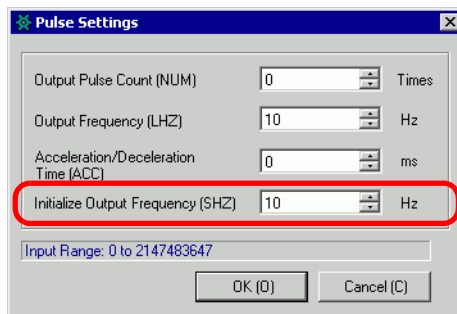 Pulse Settings
Output Pulse Count (NUM) 0 Times
Output Frequency (LHZ) 10 Hz
Acceleration/Deceleration
Time (ACC) 0 ms
Initialize Output Frequency (SHZ) 10 Hz
Input Range: 0 to 2147483647
OK (O) Cancel (C)